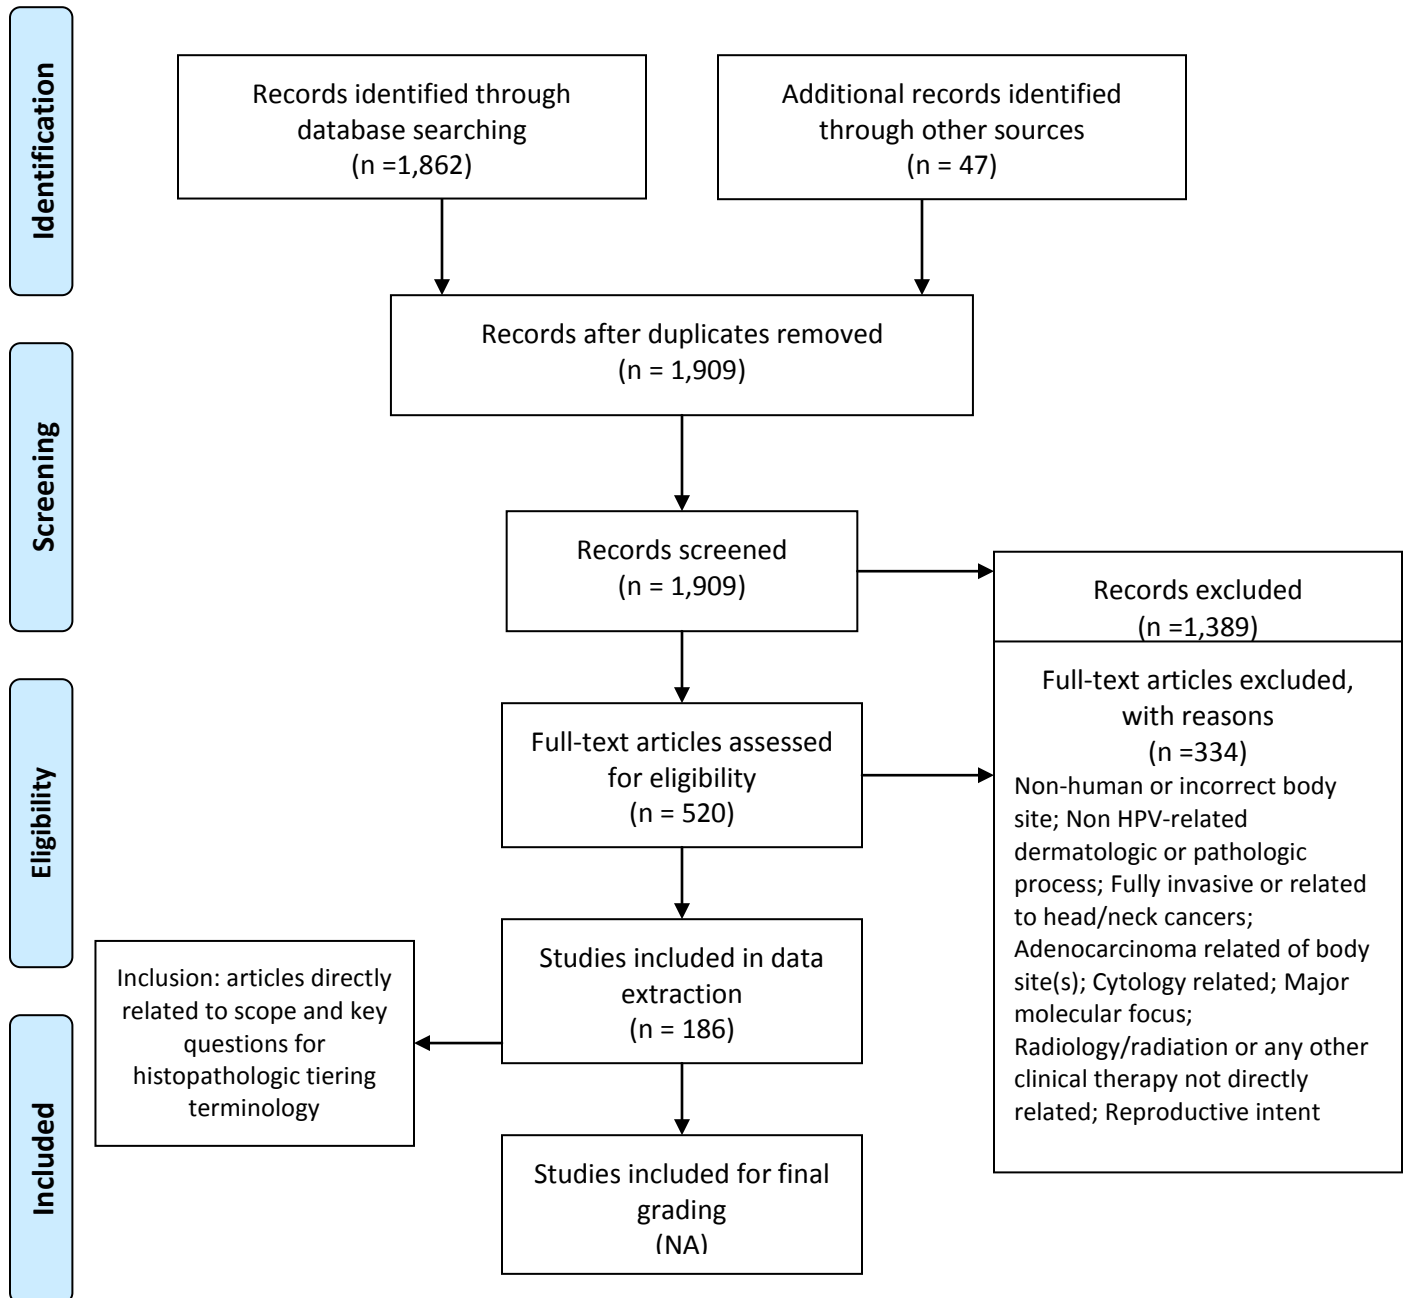 Identification
Records identified through
database searching
(n =1,862)
Additional records identified
through other sources
(n = 47)
Records after duplicates removed
(n = 1,909)
Screening
Records screened
(n = 1,909)
Records excluded
(n =1,389)
Eligibility
Full-text articles assessed
for eligibility
(n = 520)
Full-text articles excluded,
with reasons
(n =334)
Non-human or incorrect body
site; Non HPV-related
dermatologic or pathologic
process; Fully invasive or related
to head/neck cancers;
Adenocarcinoma related of body
site(s); Cytology related; Major
molecular focus;
Radiology/radiation or any other
clinical therapy not directly
related; Reproductive intent
Studies included in data
extraction
(n = 186)
Inclusion: articles directly
related to scope and key
questions for
histopathologic tiering
terminology
Included
Studies included for final
grading
(NA)